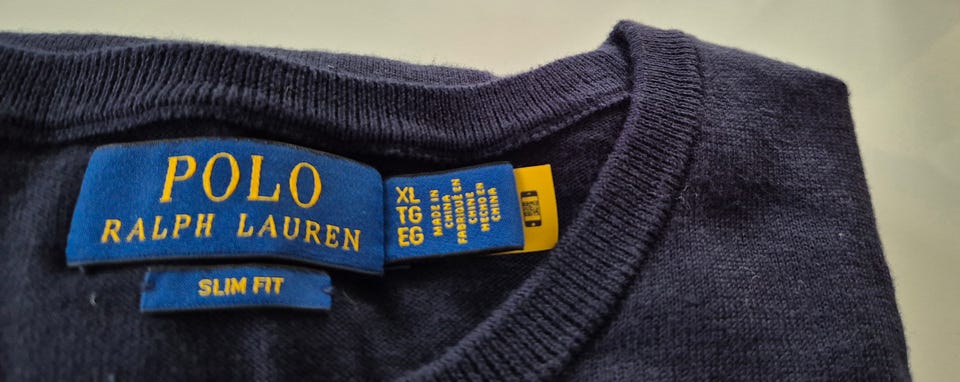 POLO
RALPH LAUREN
SLIM FIT
XL
TG
EG
MADE IN
CHINA
FABRIQUÉ EN
CHINE
HECHO EN
CHINA